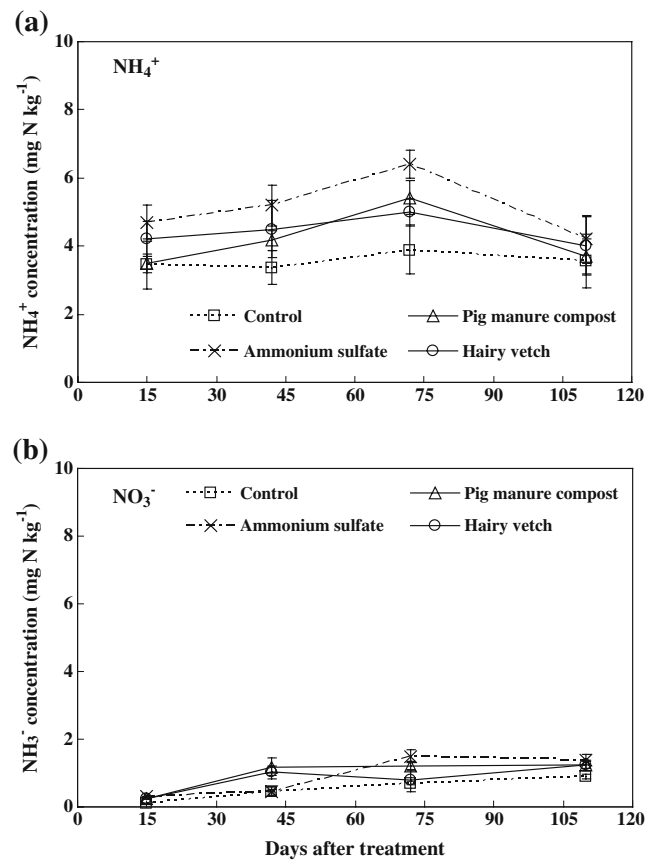 (a)
NH₄⁺
NH₄⁺ concentration (mg N kg⁻¹)
10
8
6
4
2
0
Control
Pig manure compost
Ammonium sulfate
Hairy vetch
0 15 30 45 60 75 90 105 120
(b)
NO₃⁻
NH₃⁻ concentration (mg N kg⁻¹)
10
8
6
4
2
0
Control
Pig manure compost
Ammonium sulfate
Hairy vetch
0 15 30 45 60 75 90 105 120
Days after treatment